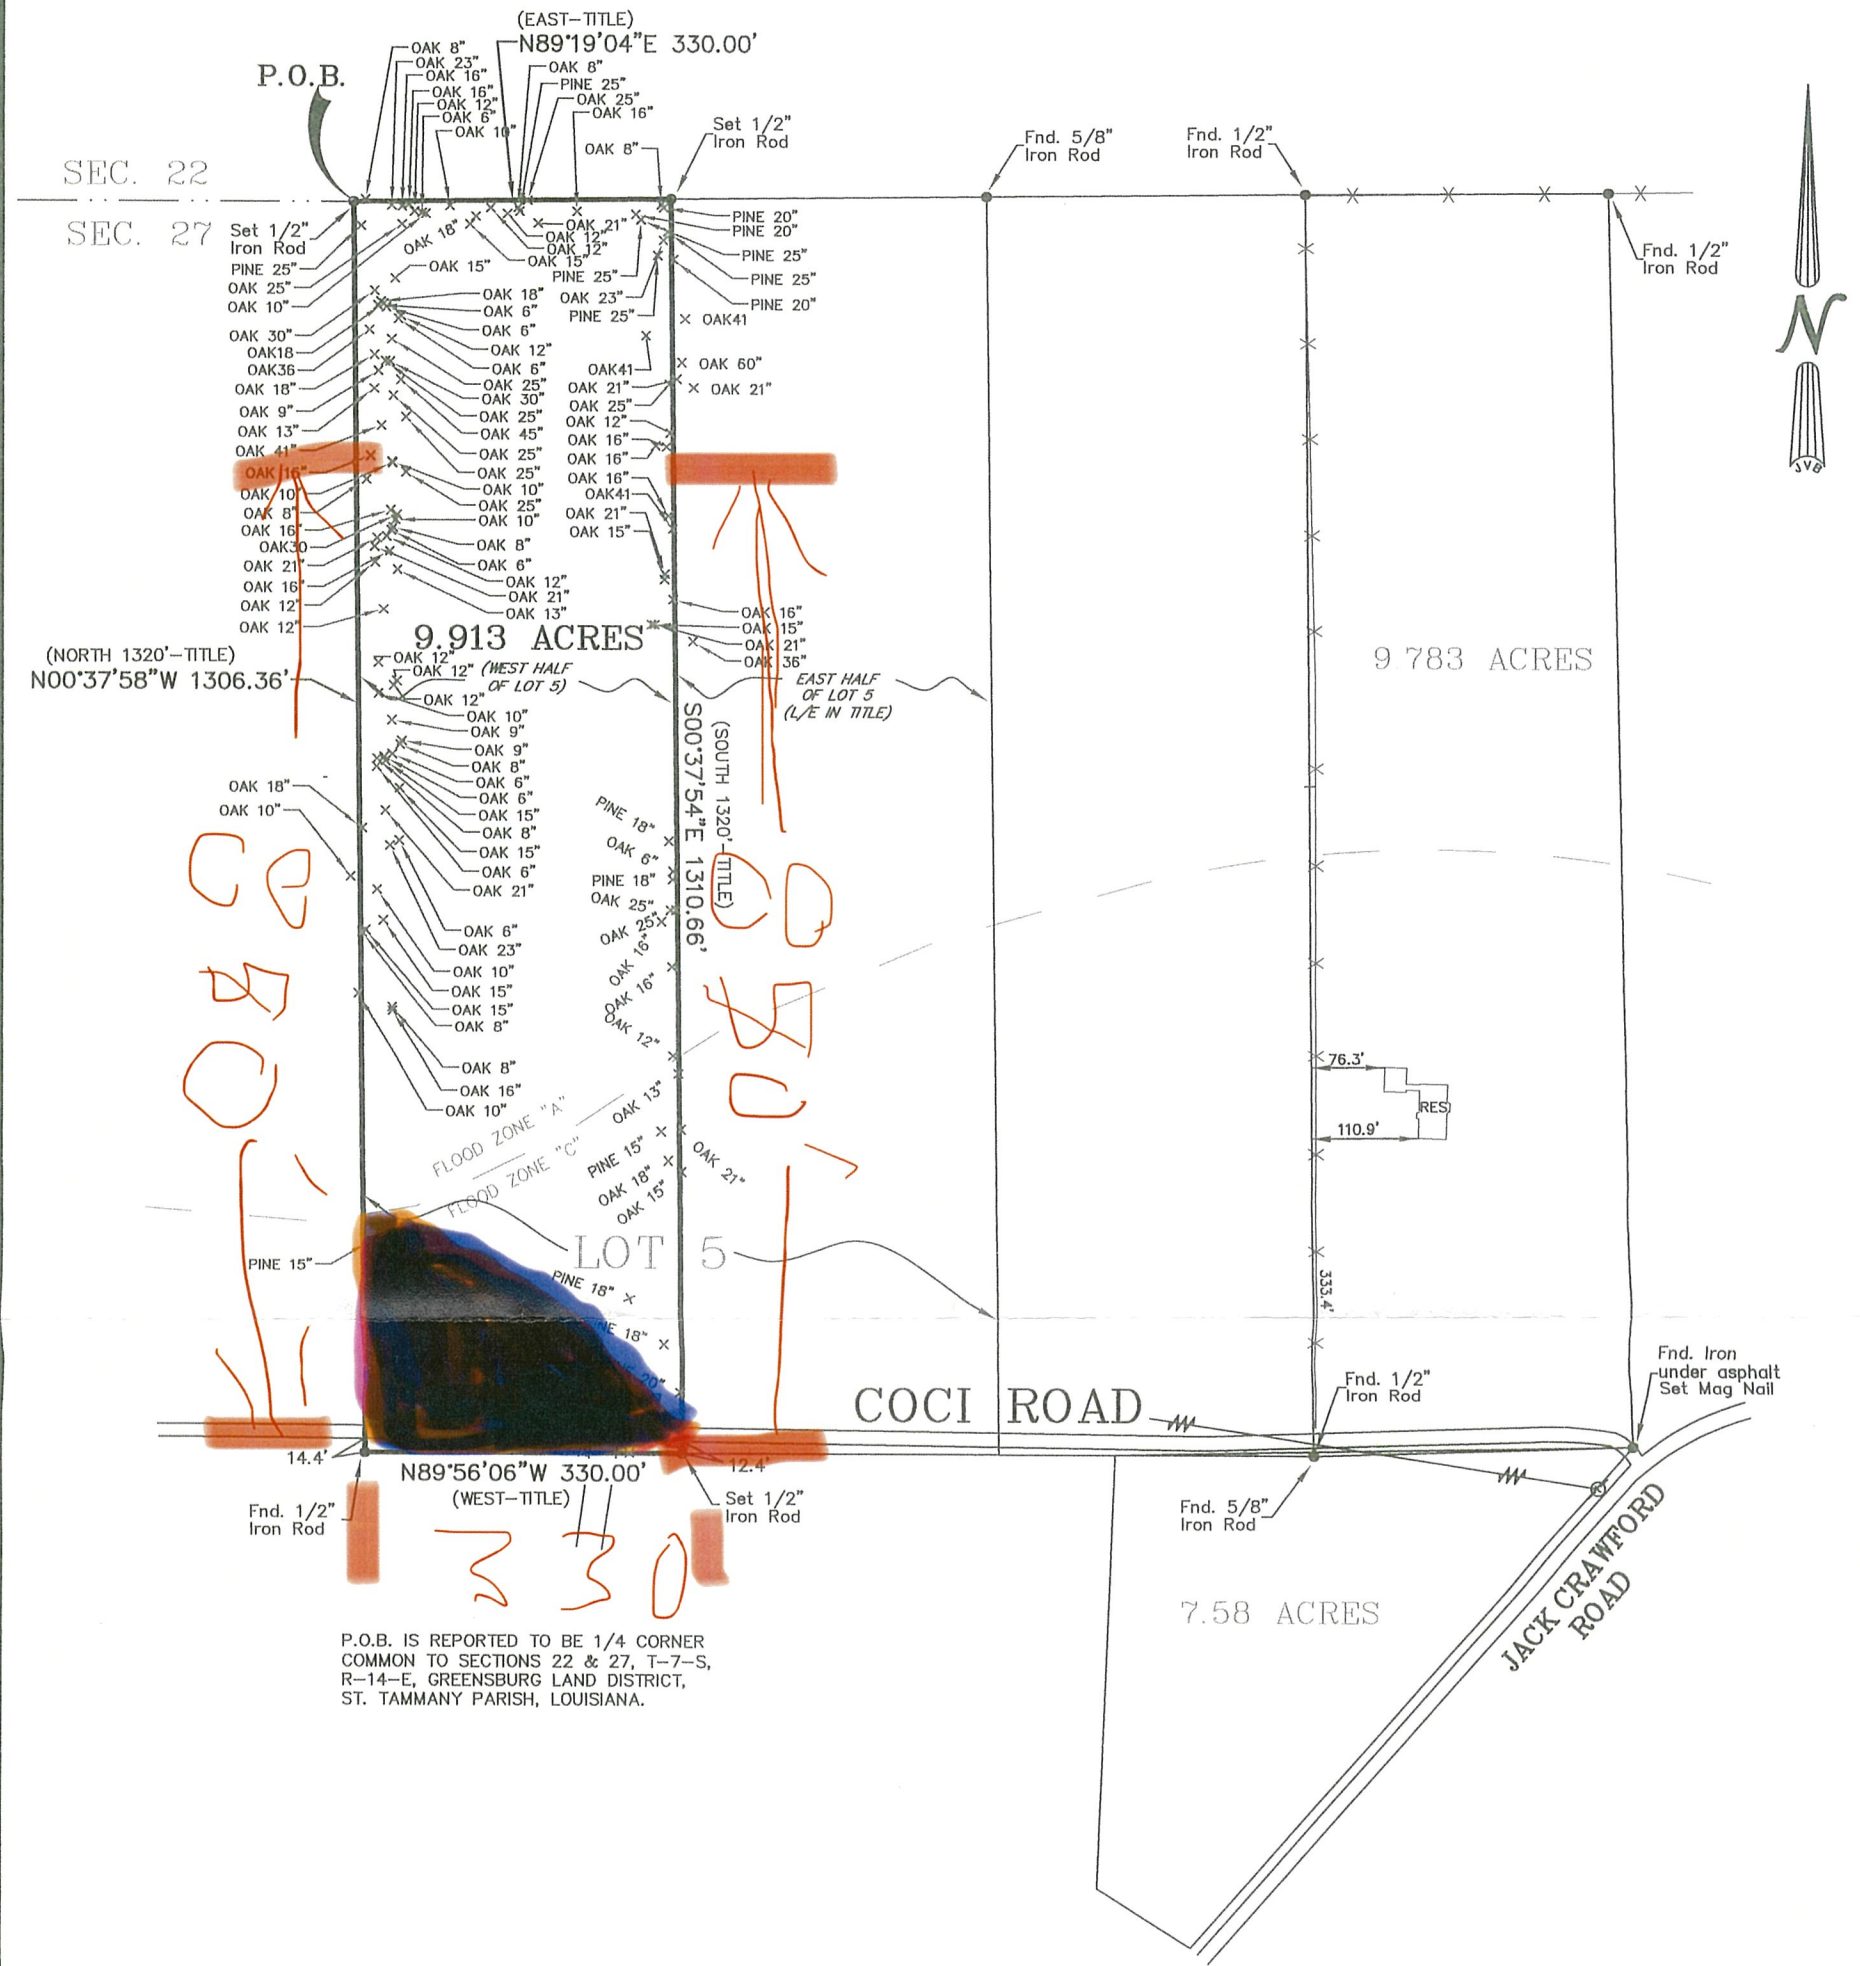 (EAST-TITLE)
N89°19'04"E 330.00'
P.O.B.
OAK 8"
OAK 23"
OAK 16"
OAK 16"
OAK 12"
OAK 6"
OAK 10"
OAK 8"
PINE 25"
OAK 25"
OAK 16"
OAK 8"
Set 1/2"
Iron Rod
Fnd. 5/8"
Iron Rod
Fnd. 1/2"
Iron Rod
Fnd. 1/2"
Iron Rod
N
JVB
SEC. 22
SEC. 27
Set 1/2"
Iron Rod
PINE 25"
OAK 25"
OAK 10"
OAK 30"
OAK18
OAK36
OAK 18"
OAK 9"
OAK 13"
OAK 41"
OAK 16"
OAK 10"
OAK 8"
OAK 16"
OAK30
OAK 21"
OAK 16"
OAK 12"
OAK 12"
OAK 18"
OAK 21"
OAK 12"
OAK 12"
OAK 15"
OAK 15"
OAK 18"
OAK 6"
OAK 6"
OAK 12"
OAK 6"
OAK 25"
OAK 30"
OAK 25"
OAK 45"
OAK 25"
OAK 25"
OAK 10"
OAK 25"
OAK 10"
OAK 8"
OAK 6"
OAK 12"
OAK 21"
OAK 13"
PINE 25"
OAK 23"
PINE 25"
OAK41
OAK 21"
OAK 25"
OAK 12"
OAK 16"
OAK 16"
OAK 16"
OAK41
OAK 21"
OAK 15"
PINE 20"
PINE 20"
PINE 25"
PINE 25"
PINE 20"
OAK41
OAK 60"
OAK 21"
OAK 16"
OAK 15"
OAK 21"
OAK 36"
9.913 ACRES
(WEST HALF
OF LOT 5)
EAST HALF
OF LOT 5
(L/E IN TITLE)
9 783 ACRES
(NORTH 1320'-TITLE)
N00°37'58"W 1306.36'
OAK 12"
OAK 12"
OAK 12"
OAK 10"
OAK 9"
OAK 9"
OAK 8"
OAK 6"
OAK 6"
OAK 15"
OAK 8"
OAK 15"
OAK 6"
OAK 21"
OAK 18"
OAK 10"
OAK 6"
OAK 23"
OAK 10"
OAK 15"
OAK 15"
OAK 8"
OAK 8"
OAK 16"
OAK 10"
(SOUTH 1320'-TITLE)
S00°37'54"E 1310.66'
PINE 18"
OAK 6"
PINE 18"
OAK 25"
OAK 25"
OAK 16"
OAK 16"
OAK 12"
OAK 13"
PINE 15"
OAK 18"
OAK 15"
OAK 21"
FLOOD ZONE "A"
FLOOD ZONE "C"
76.3'
RES
110.9'
333.4'
LOT 5
PINE 15"
PINE 18"
18"
20"
COCI ROAD
Fnd. 1/2"
Iron Rod
Fnd. Iron
under asphalt
Set Mag Nail
14.4'
12.4'
N89°56'06"W 330.00'
(WEST-TITLE)
Fnd. 1/2"
Iron Rod
Set 1/2"
Iron Rod
Fnd. 5/8"
Iron Rod
330
7.58 ACRES
JACK CRAWFORD
ROAD
P.O.B. IS REPORTED TO BE 1/4 CORNER
COMMON TO SECTIONS 22 & 27, T-7-S,
R-14-E, GREENSBURG LAND DISTRICT,
ST. TAMMANY PARISH, LOUISIANA.